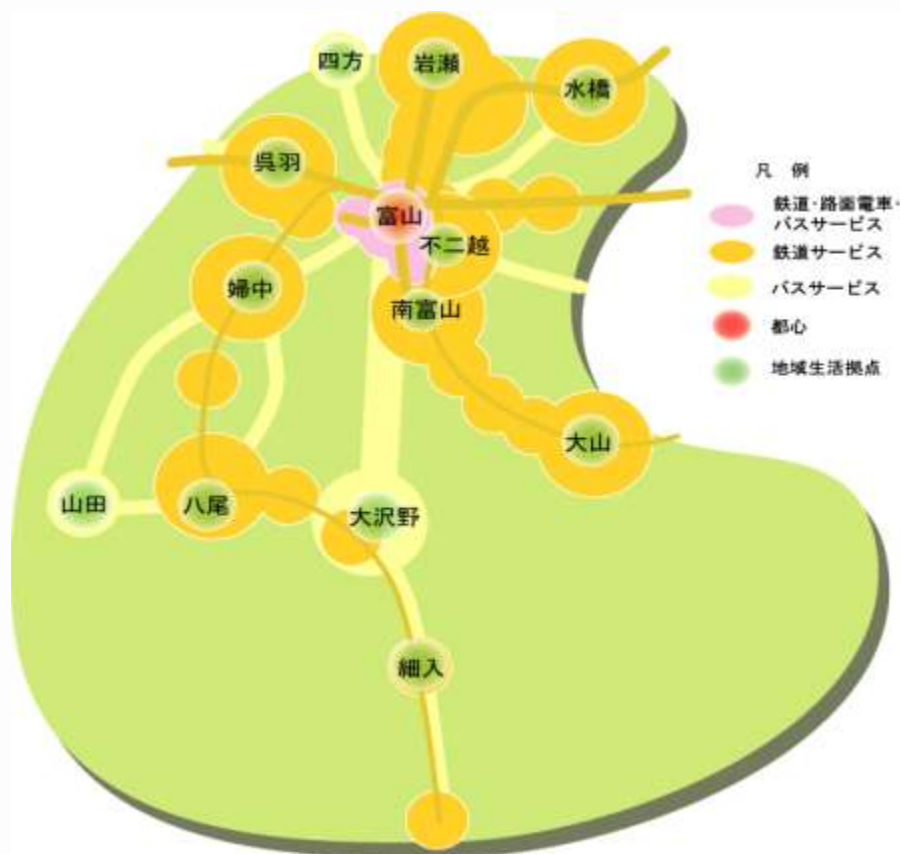 四方
岩瀬
水橋
呉羽
富山
不二越
婦中
南富山
大山
山田
八尾
大沢野
細入
凡 例
鉄道・路面電車・
バスサービス
鉄道サービス
バスサービス
都心
地域生活拠点